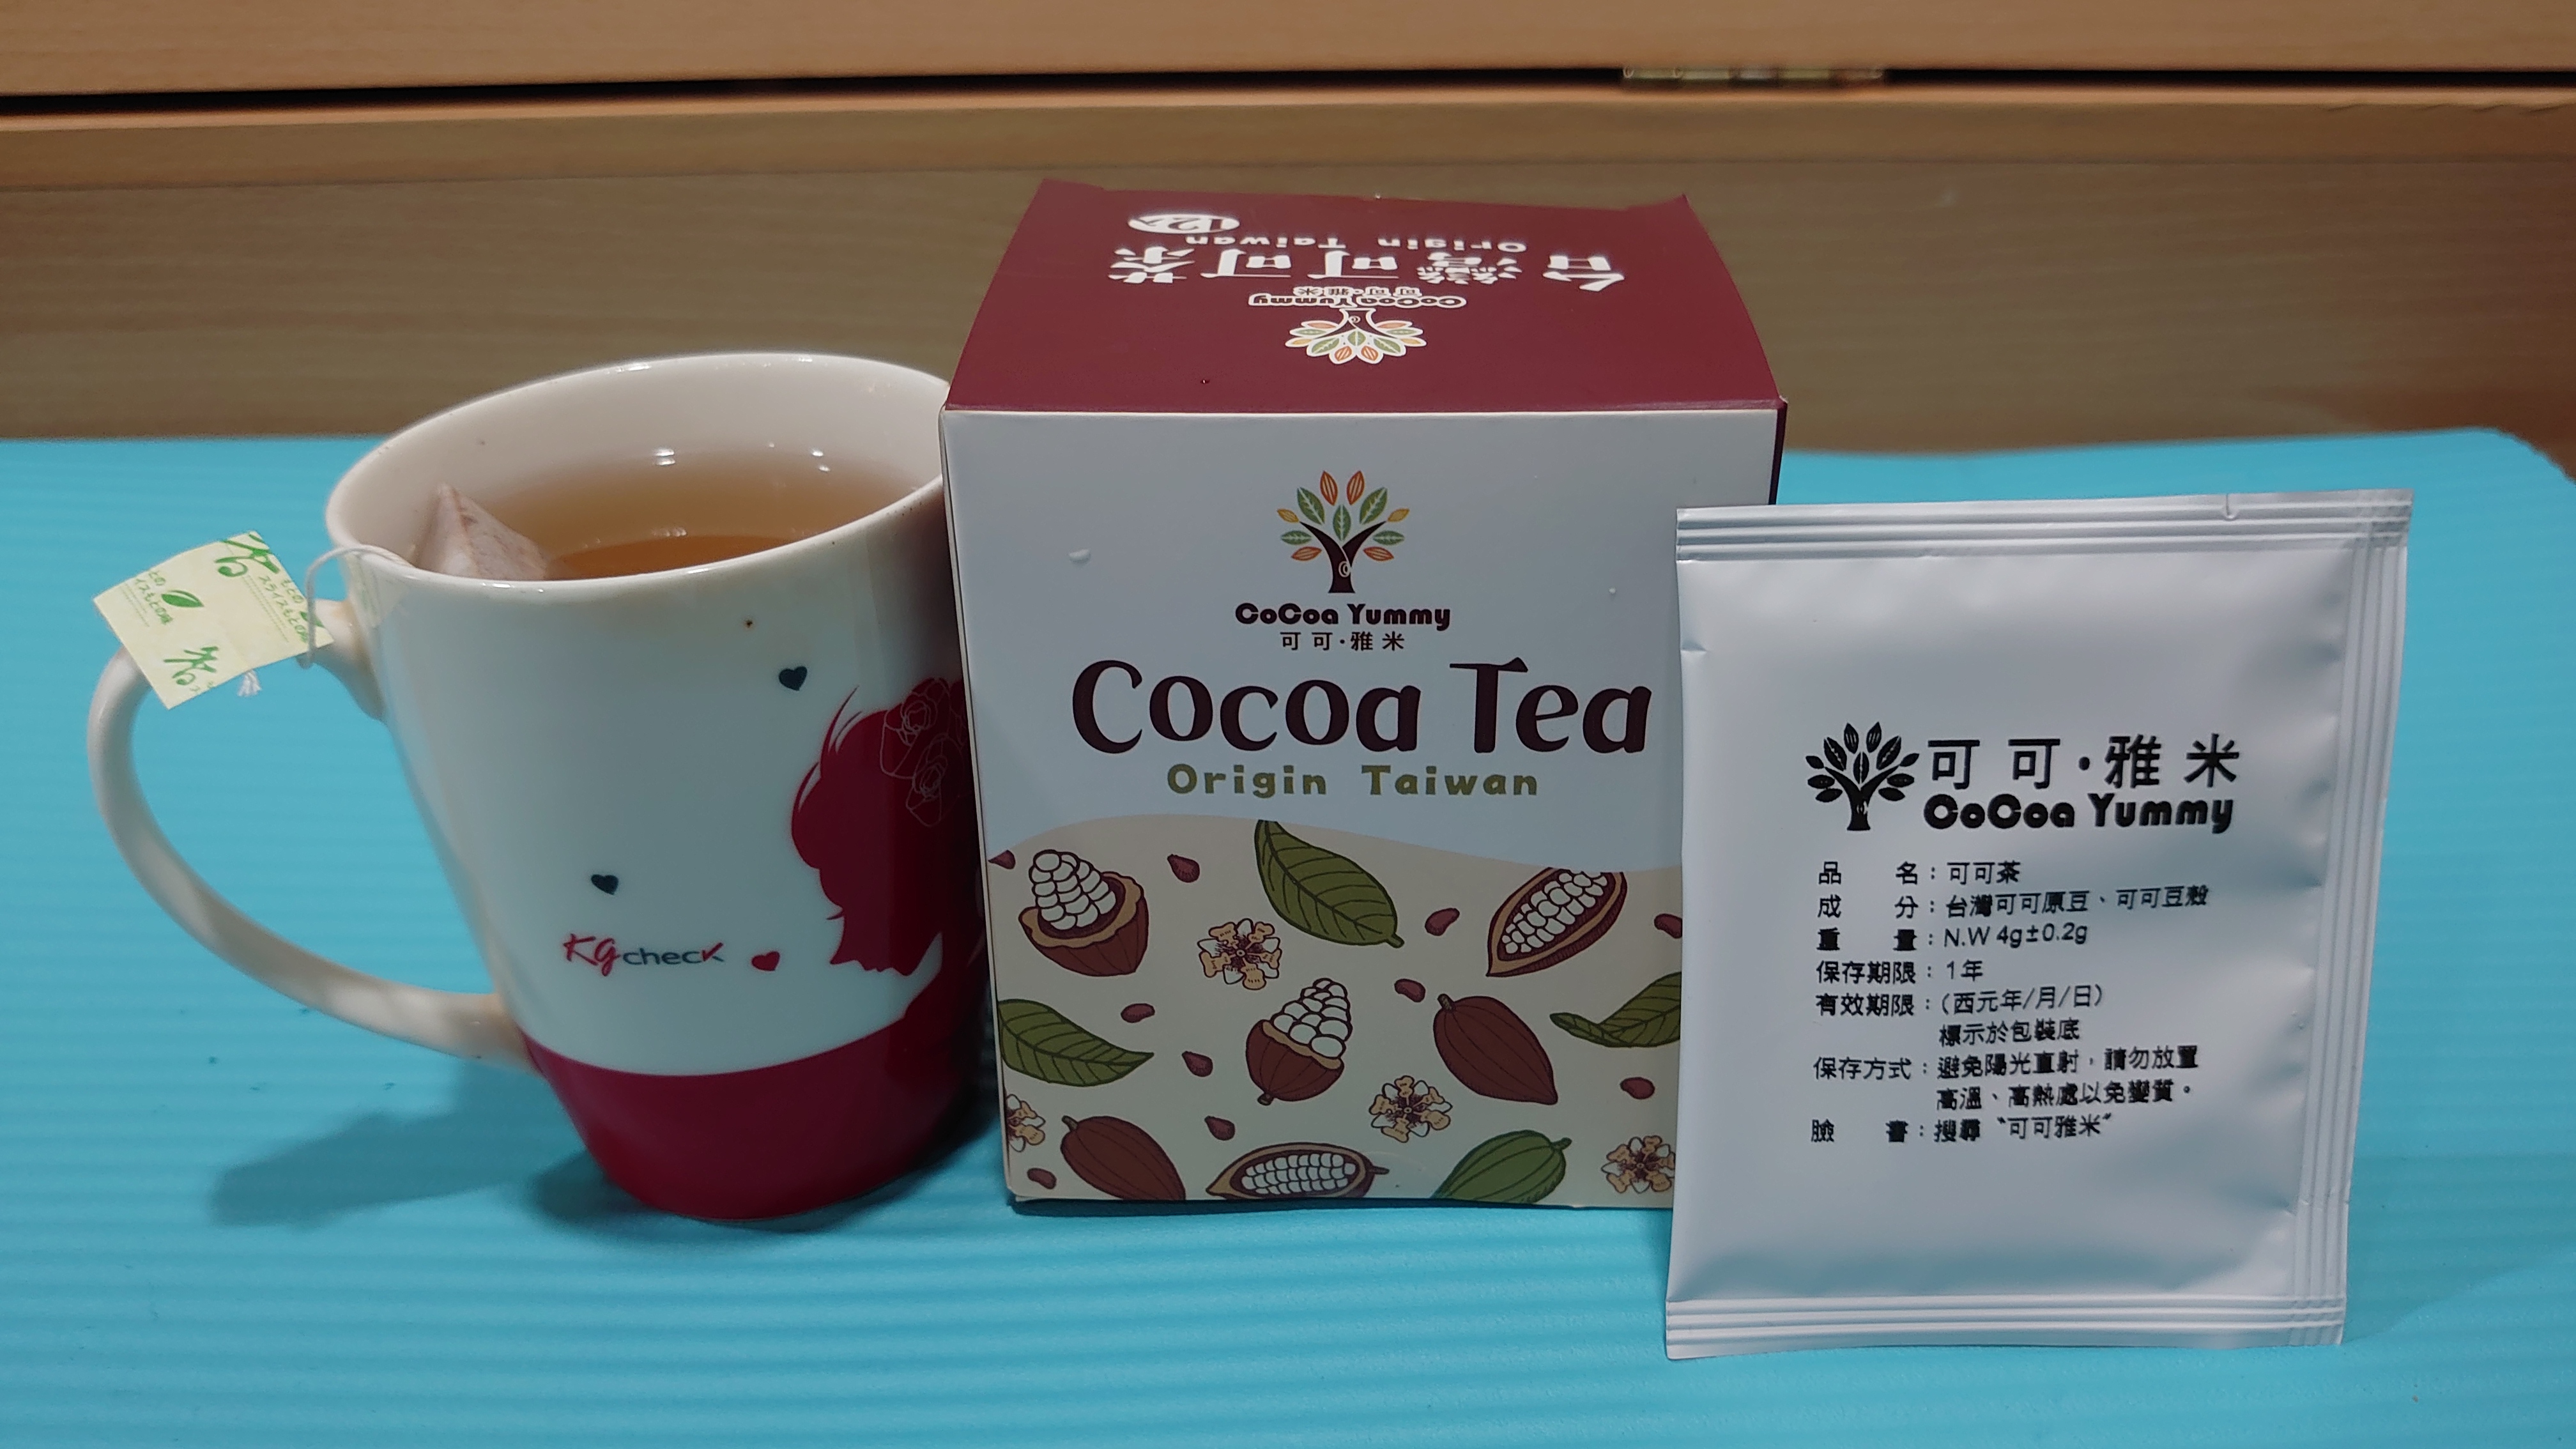 台灣可可茶
Origin Taiwan
CoCoa Yummy
可可·雅米
CoCoa Yummy
可可·雅米
Cocoa Tea
Origin Taiwan
KGcheck
可可·雅米
CoCoa Yummy
品名：可可茶
成分：台灣可可原豆、可可豆殼
重量：N.W 4g±0.2g
保存期限：1年
有效期限：(西元年/月/日)
標示於包裝底
保存方式：避免陽光直射，請勿放置
高溫、高熱處以免變質。
臉書：搜尋〝可可雅米〞